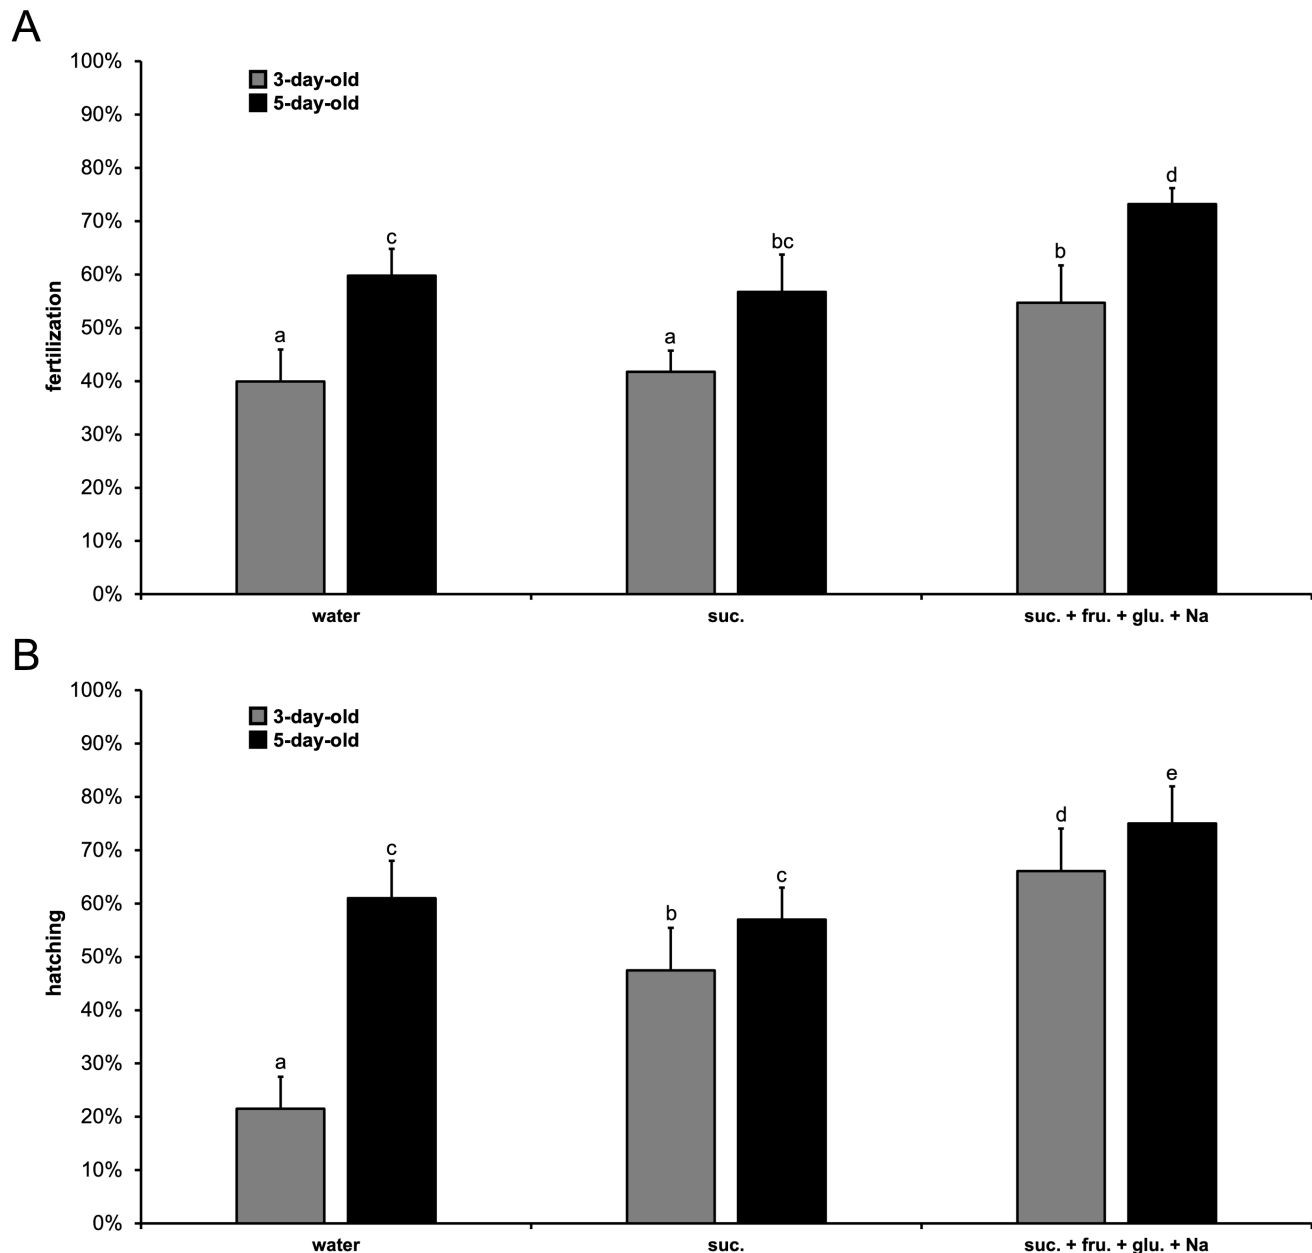 A
100%
90%
80%
70%
60%
50%
40%
30%
20%
10%
0%
fertilization
3-day-old
5-day-old
a
c
a
bc
b
d
water
suc.
suc. + fru. + glu. + Na
B
100%
90%
80%
70%
60%
50%
40%
30%
20%
10%
0%
hatching
3-day-old
5-day-old
a
c
b
c
d
e
water
suc.
suc. + fru. + glu. + Na